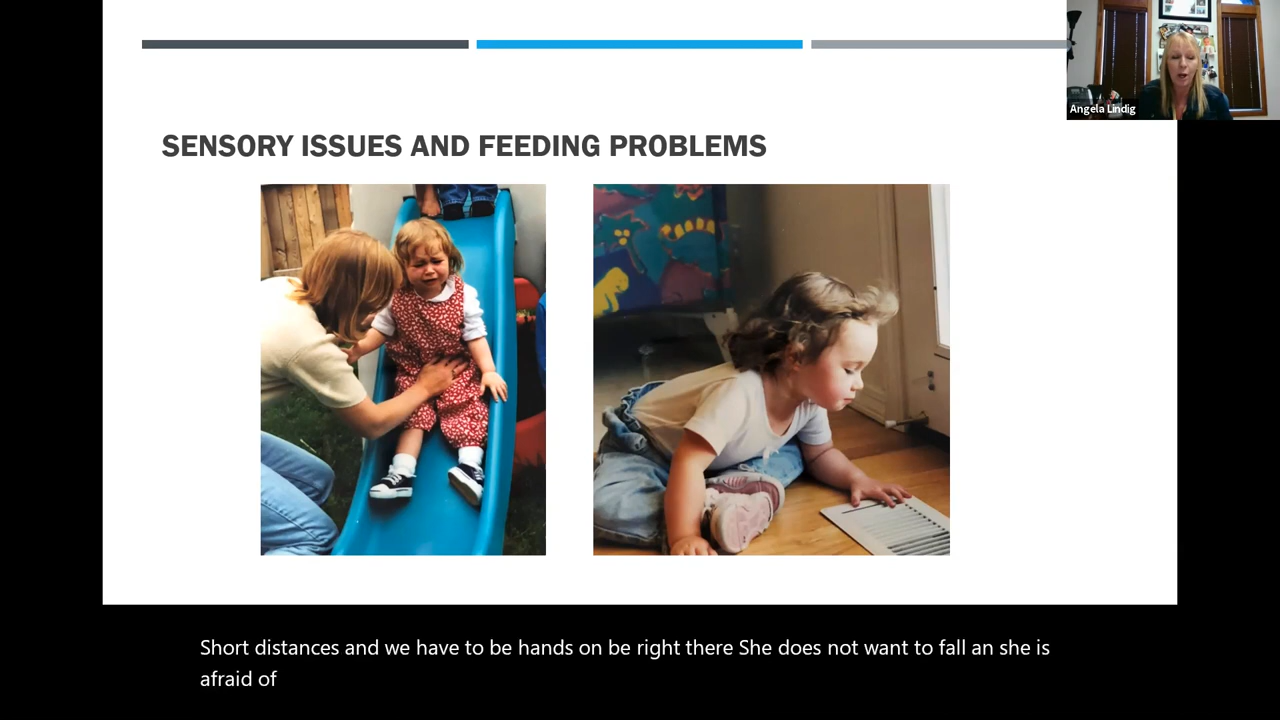 Angela Lindig
SENSORY ISSUES AND FEEDING PROBLEMS
Short distances and we have to be hands on be right there She does not want to fall an she is
afraid of